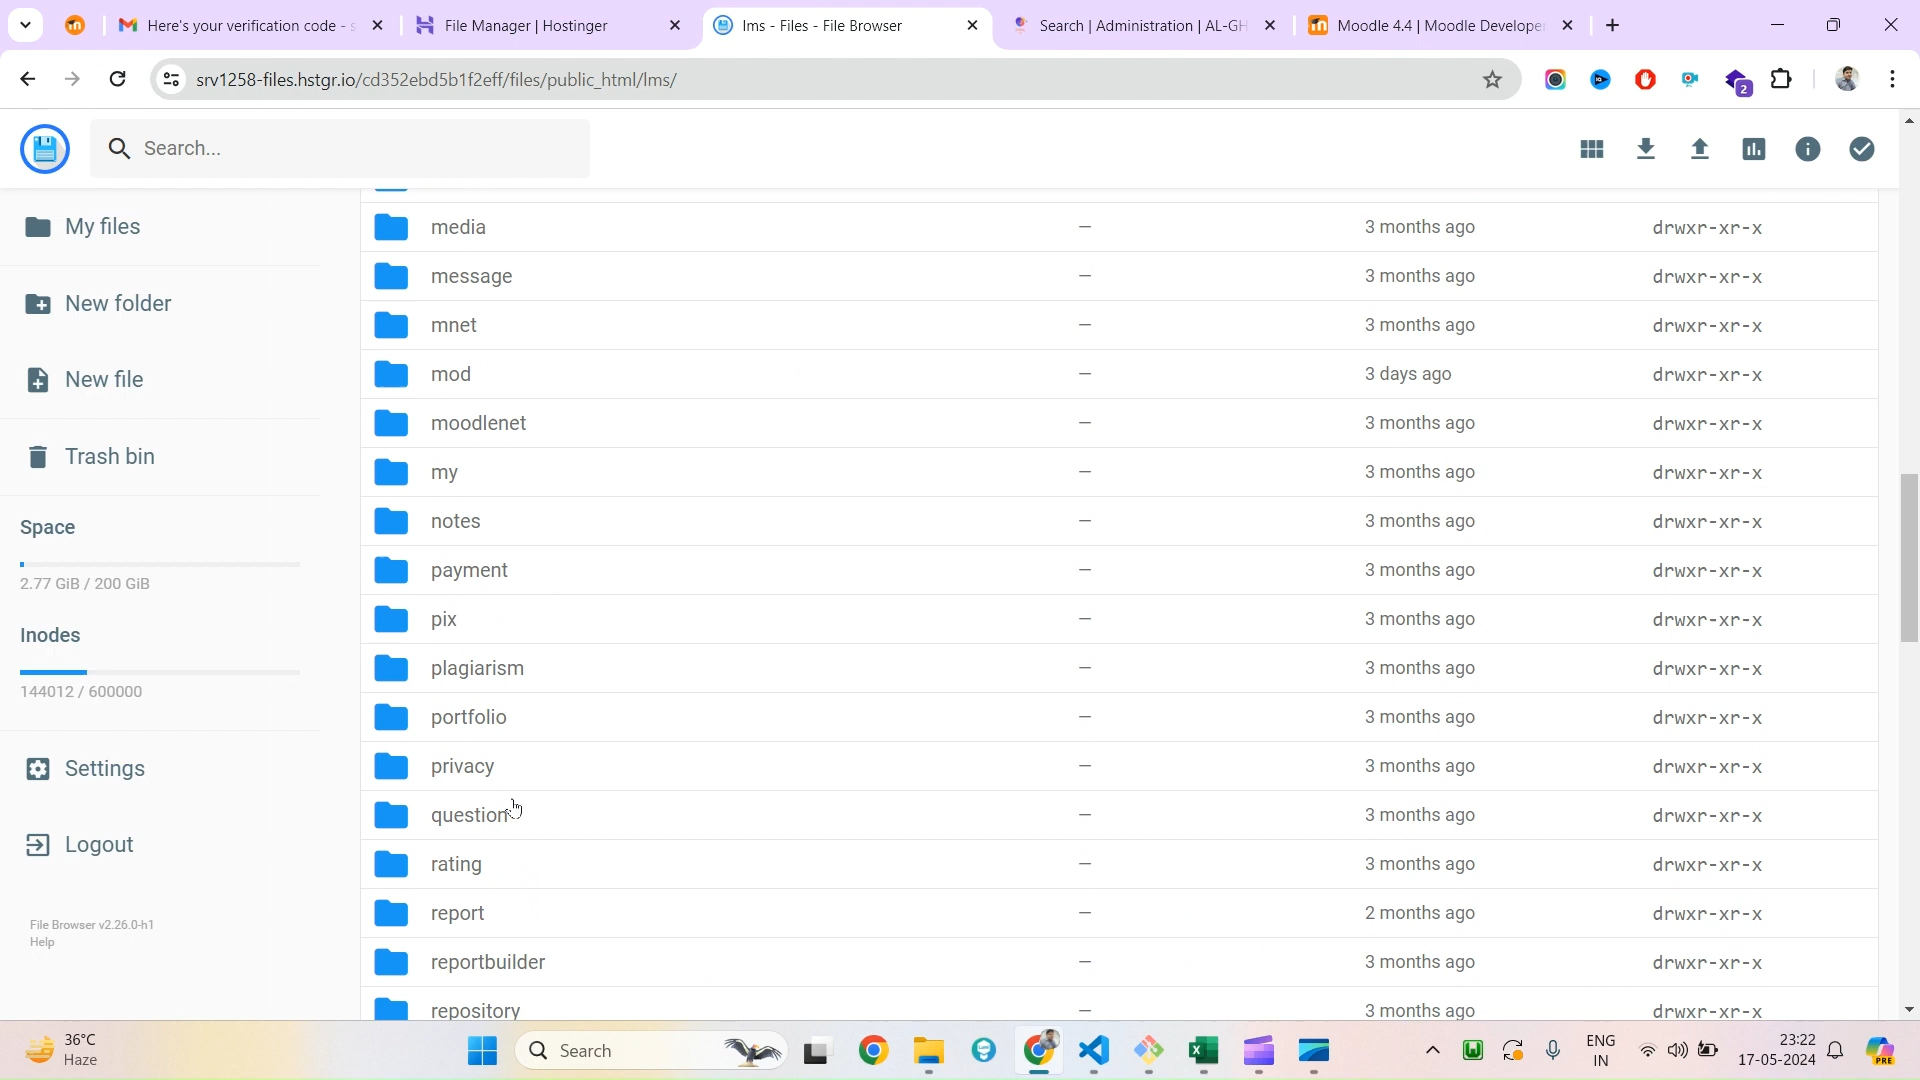 Here's your verification code - s
File Manager | Hostinger
lms - Files - File Browser
Search | Administration | AL-GH
Moodle 4.4 | Moodle Developer
srv1258-files.hstgr.io/cd352ebd5b1f2eff/files/public_html/lms/
2
Search...
My files
New folder
New file
Trash bin
Space
2.77 GiB / 200 GiB
Inodes
144012 / 600000
Settings
Logout
File Browser v2.26.0-h1
Help
media — 3 months ago drwxr-xr-x
message — 3 months ago drwxr-xr-x
mnet — 3 months ago drwxr-xr-x
mod — 3 days ago drwxr-xr-x
moodlenet — 3 months ago drwxr-xr-x
my — 3 months ago drwxr-xr-x
notes — 3 months ago drwxr-xr-x
payment — 3 months ago drwxr-xr-x
pix — 3 months ago drwxr-xr-x
plagiarism — 3 months ago drwxr-xr-x
portfolio — 3 months ago drwxr-xr-x
privacy — 3 months ago drwxr-xr-x
question — 3 months ago drwxr-xr-x
rating — 3 months ago drwxr-xr-x
report — 2 months ago drwxr-xr-x
reportbuilder — 3 months ago drwxr-xr-x
repository — 3 months ago drwxr-xr-x
36°C
Haze
Search
ENG
IN
23:22
17-05-2024
PRE